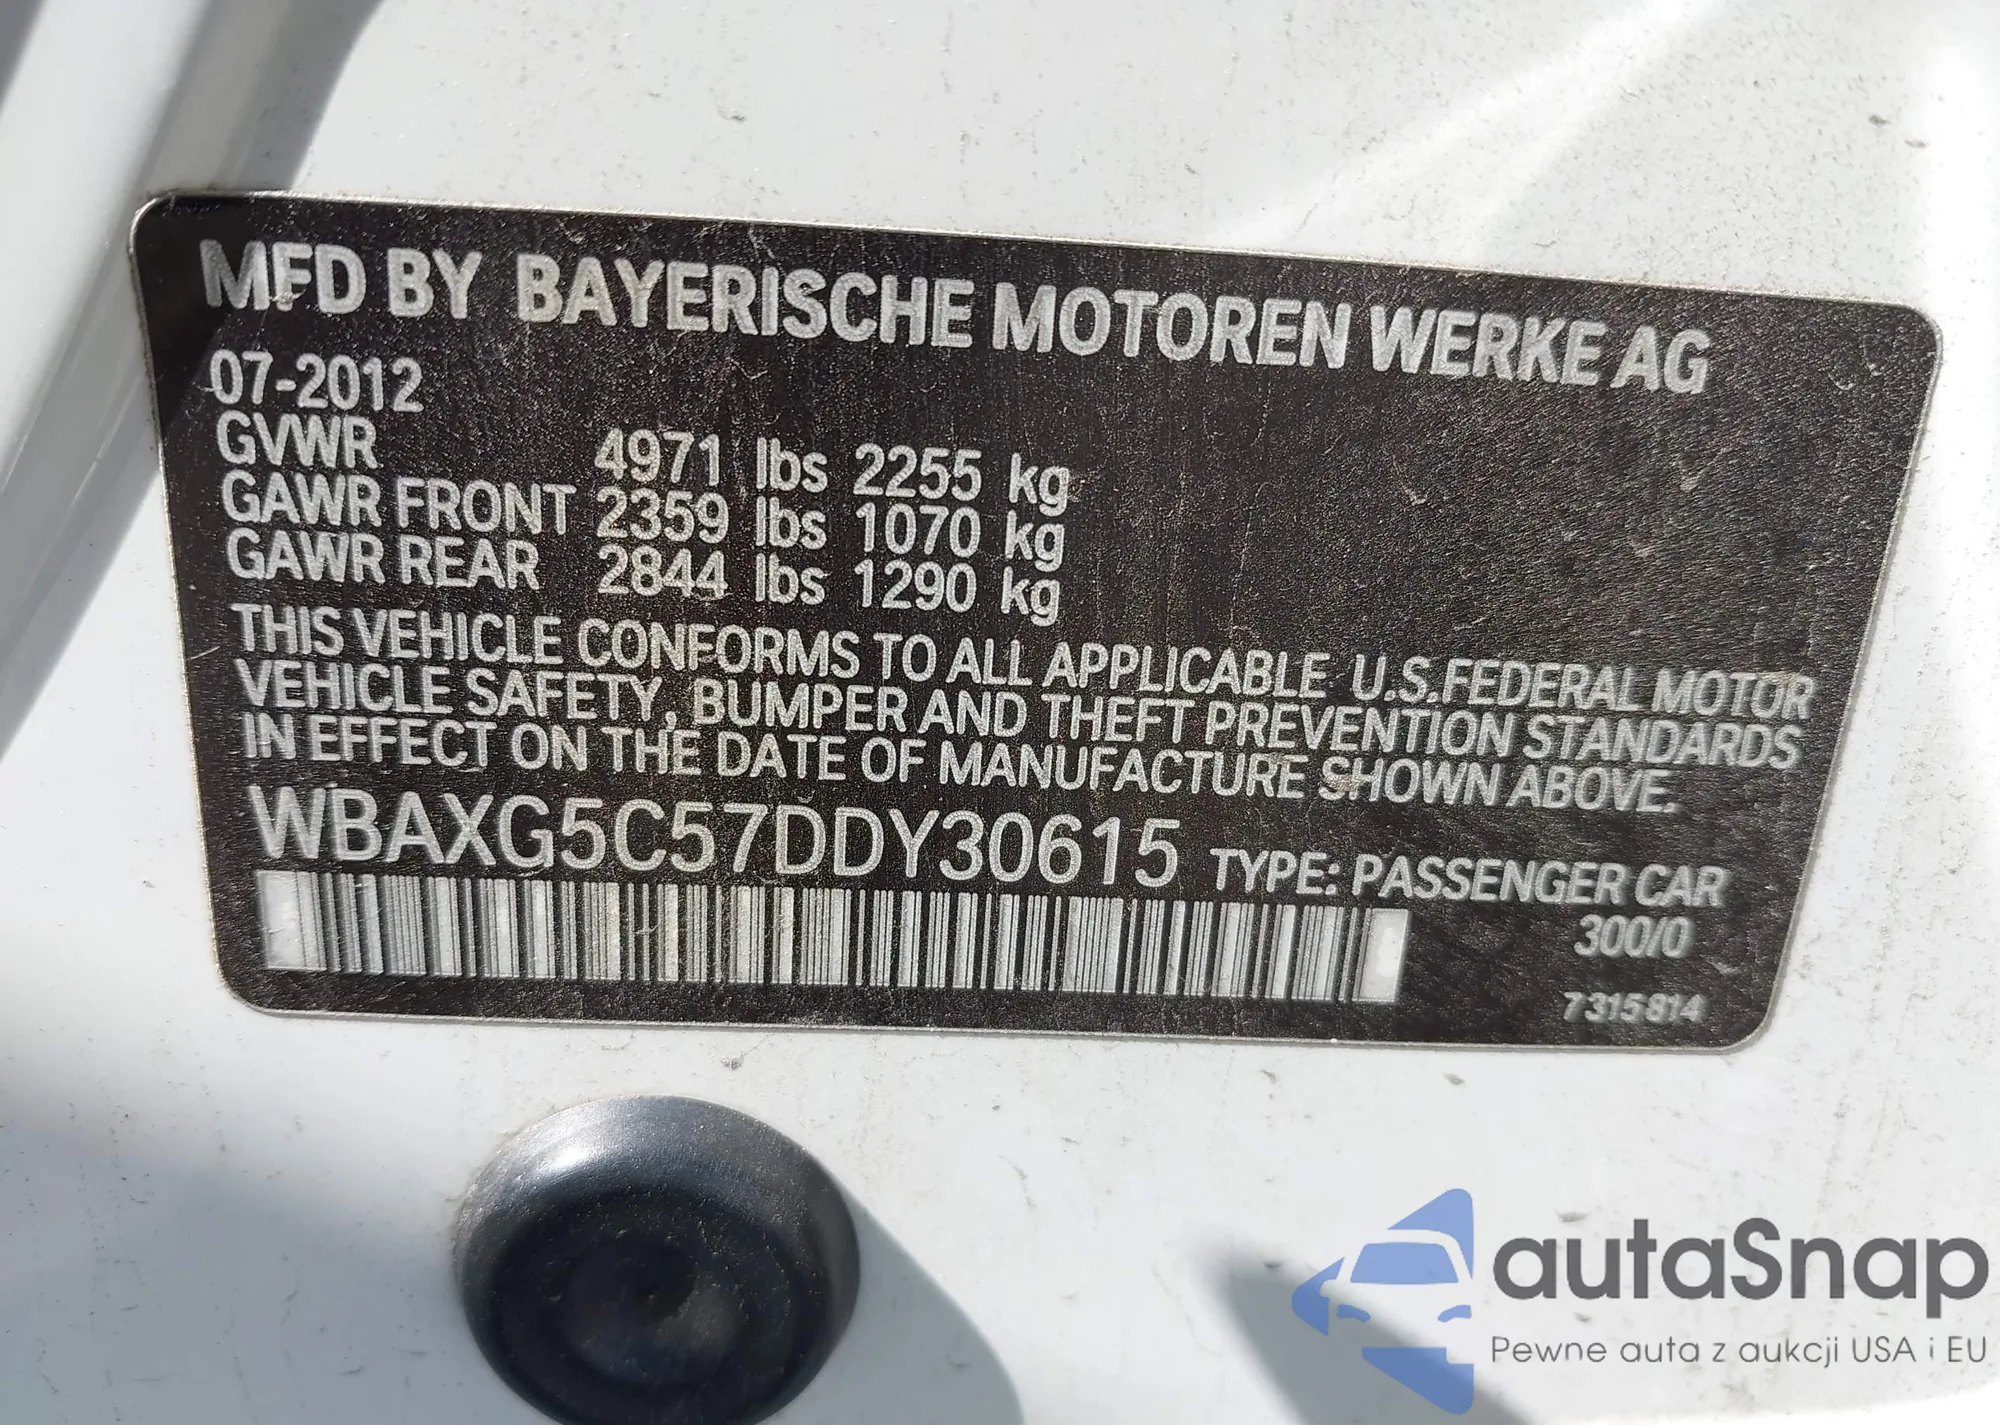 MFD BY BAYERISCHE MOTOREN WERKE AG
07-2012
GVWR 4971 lbs 2255 kg
GAWR FRONT 2359 lbs 1070 kg
GAWR REAR 2844 lbs 1290 kg
THIS VEHICLE CONFORMS TO ALL APPLICABLE U.S.FEDERAL MOTOR
VEHICLE SAFETY, BUMPER AND THEFT PREVENTION STANDARDS
IN EFFECT ON THE DATE OF MANUFACTURE SHOWN ABOVE.
WBAXG5C57DDY30615 TYPE: PASSENGER CAR
300/0
7315814
autaSnap
Pewne auta z aukcji USA i EU